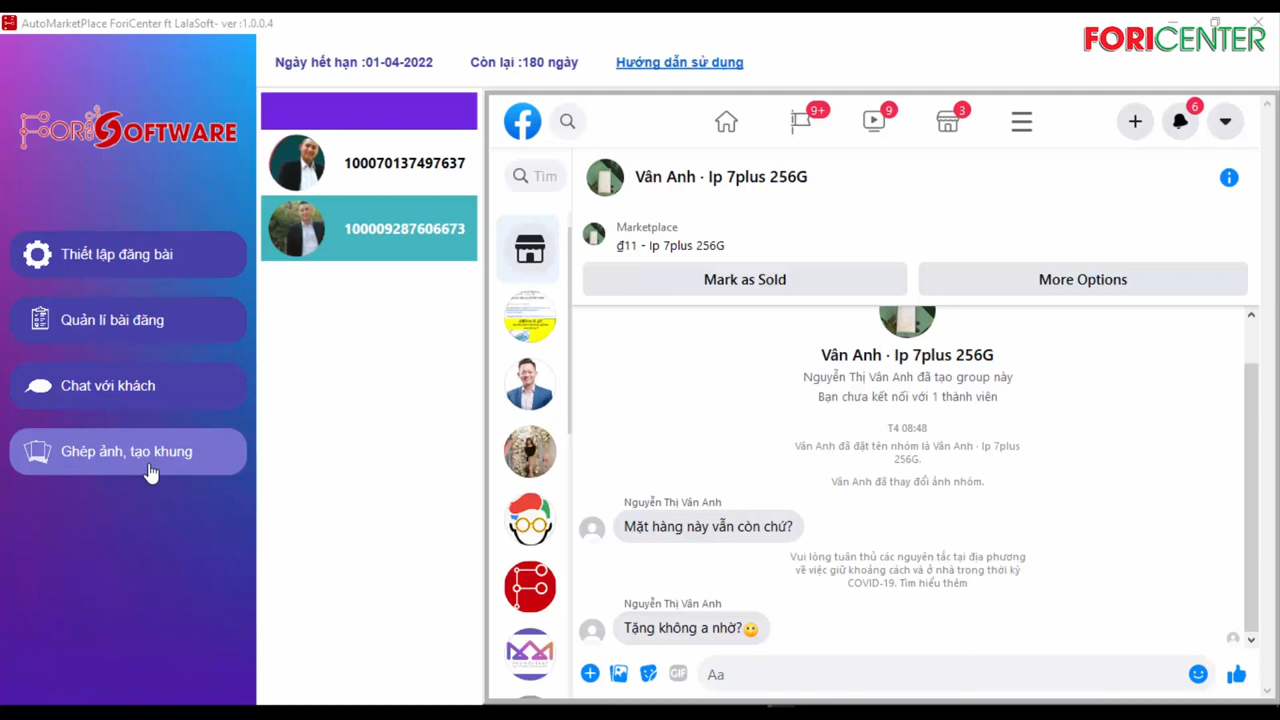 AutoMarketPlace ForiCenter ft LalaSoft- ver :1.0.0.4
FORICENTER
Ngày hết hạn :01-04-2022
Còn lại :180 ngày
Hướng dẫn sử dụng
FORISOFTWARE
Thiết lập đăng bài
Quản lí bài đăng
Chat với khách
Ghép ảnh, tạo khung
100070137497637
100009287606673
9+
9
3
6
Tìm
Vân Anh · Ip 7plus 256G
Marketplace
₫11 - Ip 7plus 256G
Mark as Sold
More Options
Vân Anh · Ip 7plus 256G
Nguyễn Thị Vân Anh đã tạo group này
Bạn chưa kết nối với 1 thành viên
T4 08:48
Vân Anh đã đặt tên nhóm là Vân Anh · Ip 7plus
256G.
Vân Anh đã thay đổi ảnh nhóm.
Nguyễn Thị Vân Anh
Mặt hàng này vẫn còn chứ?
Vui lòng tuân thủ các nguyên tắc tại địa phương
về việc giữ khoảng cách và ở nhà trong thời kỳ
COVID-19. Tìm hiểu thêm
Nguyễn Thị Vân Anh
Tặng không a nhờ?😶
GIF
Aa